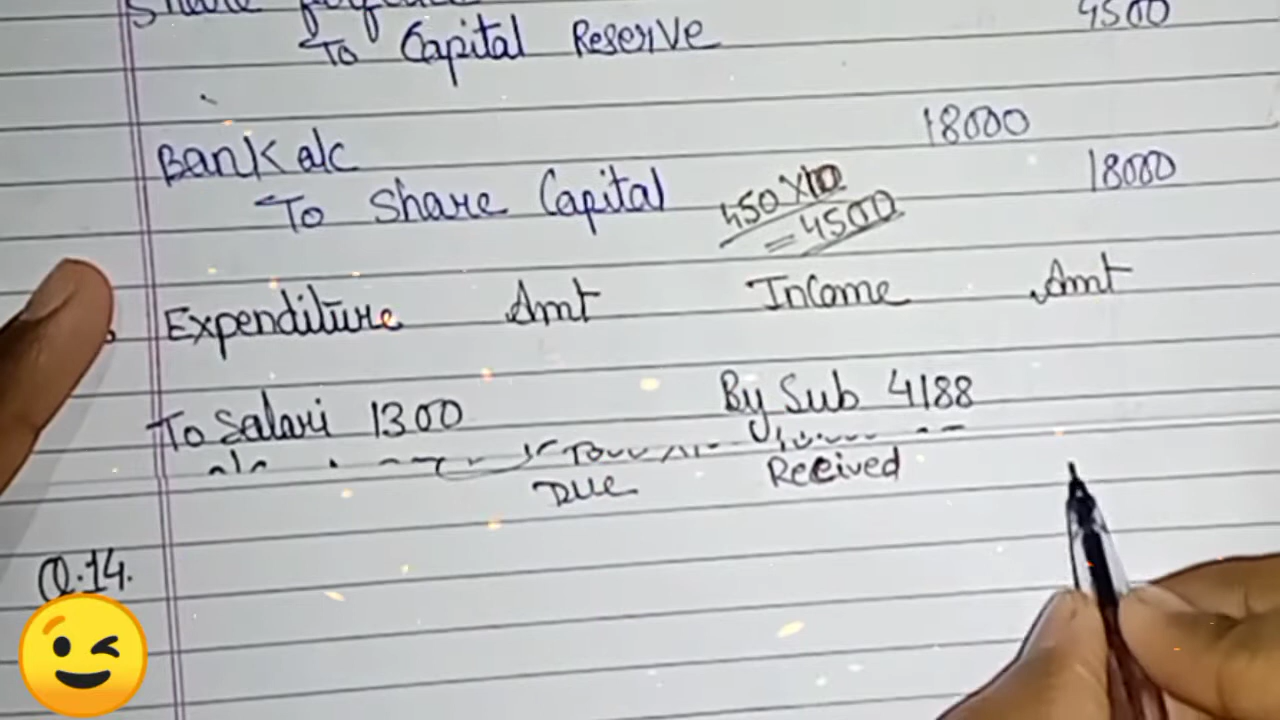 Share
To Capital Reserve 4500
Bank a/c 18000
To Share Capital 18000
450 X 10
= 4500
Expenditure Amt Income Amt
To Salari 1300 By Sub 4188
Due Received
Q.14.